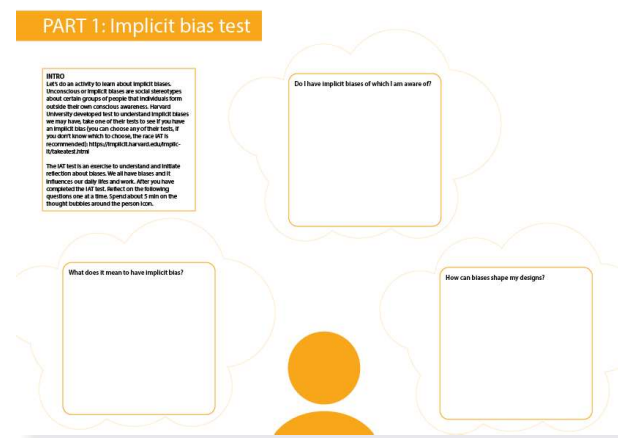 PART 1: Implicit bias test
INTRO
Let's do an activity to learn about implicit biases.
Unconscious or implicit biases are social stereotypes
about certain groups of people that individuals form
outside their own conscious awareness. Harvard
University developed test to understand implicit biases
we may have, take one of their tests to see if you have
an implicit bias (you can choose any of their tests, if
you don't know which to choose, the race IAT is
recommended): https://implicit.harvard.edu/implic-
it/takeatest.html
The IAT test is an exercise to understand and initiate
reflection about biases. We all have biases and it
influences our daily lifes and work. After you have
completed the IAT test. Reflect on the following
questions one at a time. Spend about 5 min on the
thought bubbles around the person icon.
Do I have implicit biases of which I am aware of?
What does it mean to have implicit bias?
How can biases shape my designs?